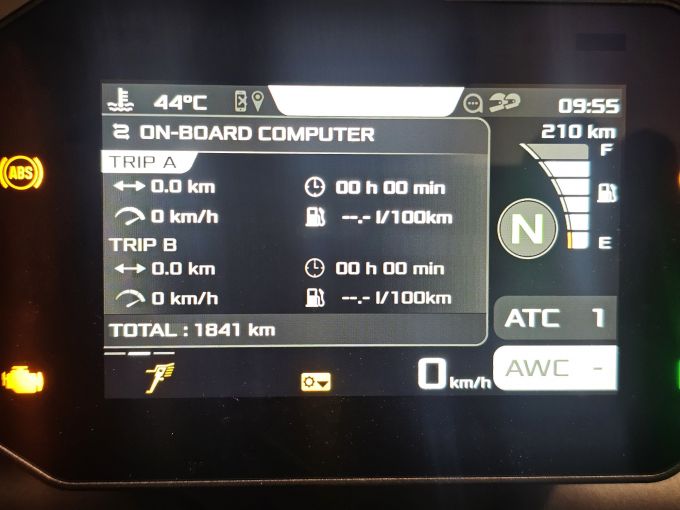 44°C
09:55
ON-BOARD COMPUTER
210 km
F
TRIP A
0.0 km
00 h 00 min
0 km/h
--.- l/100km
N
E
TRIP B
0.0 km
00 h 00 min
0 km/h
--.- l/100km
TOTAL : 1841 km
ATC 1
AWC -
0 km/h
ABS